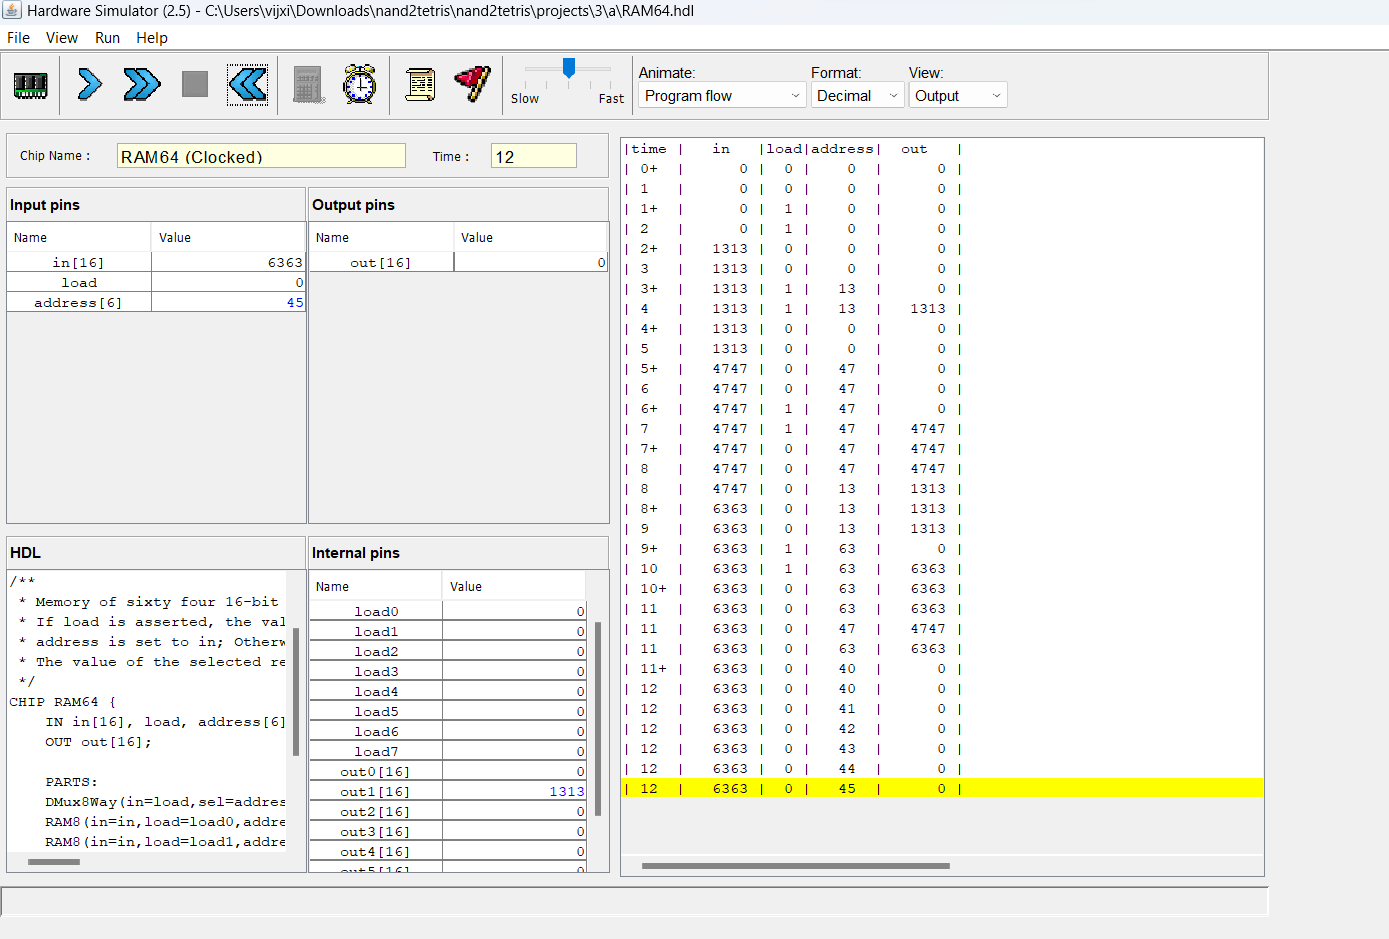 Hardware Simulator (2.5) - C:\Users\vijxi\Downloads\nand2tetris\nand2tetris\projects\3\a\RAM64.hdl
File View Run Help
Slow Fast
Animate: Format: View:
Program flow Decimal Output
Chip Name : RAM64 (Clocked) Time : 12
Input pins
Name Value
in[16] 6363
load 0
address[6] 45
Output pins
Name Value
out[16] 0
HDL
/**
* Memory of sixty four 16-bit
* If load is asserted, the val
* address is set to in; Otherw
* The value of the selected re
*/
CHIP RAM64 {
IN in[16], load, address[6]
OUT out[16];
PARTS:
DMux8Way(in=load,sel=addres
RAM8(in=in,load=load0,addre
RAM8(in=in,load=load1,addre
Internal pins
Name Value
load0 0
load1 0
load2 0
load3 0
load4 0
load5 0
load6 0
load7 0
out0[16] 0
out1[16] 1313
out2[16] 0
out3[16] 0
out4[16] 0
out5[16] 0
|time | in |load|address| out |
| 0+ | 0 | 0 | 0 | 0 |
| 1 | 0 | 0 | 0 | 0 |
| 1+ | 0 | 1 | 0 | 0 |
| 2 | 0 | 1 | 0 | 0 |
| 2+ | 1313 | 0 | 0 | 0 |
| 3 | 1313 | 0 | 0 | 0 |
| 3+ | 1313 | 1 | 13 | 0 |
| 4 | 1313 | 1 | 13 | 1313 |
| 4+ | 1313 | 0 | 0 | 0 |
| 5 | 1313 | 0 | 0 | 0 |
| 5+ | 4747 | 0 | 47 | 0 |
| 6 | 4747 | 0 | 47 | 0 |
| 6+ | 4747 | 1 | 47 | 0 |
| 7 | 4747 | 1 | 47 | 4747 |
| 7+ | 4747 | 0 | 47 | 4747 |
| 8 | 4747 | 0 | 47 | 4747 |
| 8 | 4747 | 0 | 13 | 1313 |
| 8+ | 6363 | 0 | 13 | 1313 |
| 9 | 6363 | 0 | 13 | 1313 |
| 9+ | 6363 | 1 | 63 | 0 |
| 10 | 6363 | 1 | 63 | 6363 |
| 10+ | 6363 | 0 | 63 | 6363 |
| 11 | 6363 | 0 | 63 | 6363 |
| 11 | 6363 | 0 | 47 | 4747 |
| 11 | 6363 | 0 | 63 | 6363 |
| 11+ | 6363 | 0 | 40 | 0 |
| 12 | 6363 | 0 | 40 | 0 |
| 12 | 6363 | 0 | 41 | 0 |
| 12 | 6363 | 0 | 42 | 0 |
| 12 | 6363 | 0 | 43 | 0 |
| 12 | 6363 | 0 | 44 | 0 |
| 12 | 6363 | 0 | 45 | 0 |